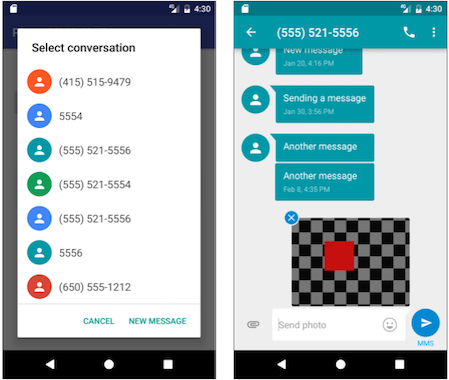 4:30
Select conversation
(415) 515-9479
5554
(555) 521-5556
(555) 521-5554
(555) 521-5556
5556
(650) 555-1212
CANCEL NEW MESSAGE
4:30
(555) 521-5556
New message
Jan 20, 4:16 PM
Sending a message
Jan 30, 3:56 PM
Another message
Another message
Feb 8, 4:35 PM
Send photo
MMS